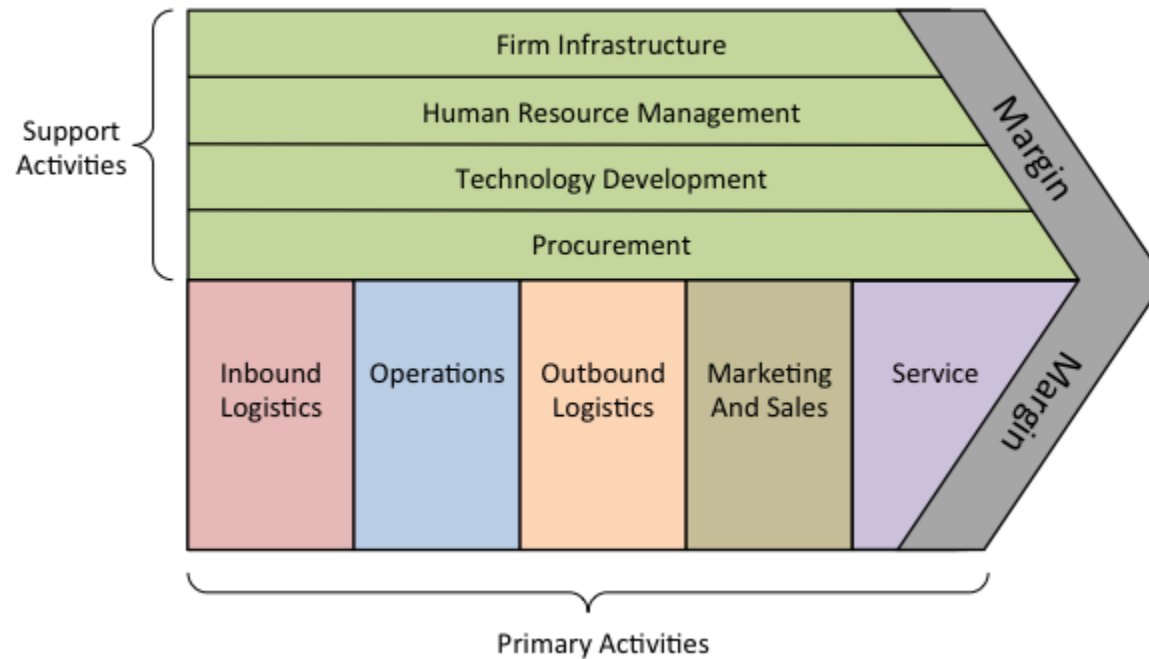 Firm Infrastructure
Human Resource Management
Support
Activities
Technology Development
Procurement
Margin
Inbound
Logistics
Operations
Outbound
Logistics
Marketing
And Sales
Service
Margin
Primary Activities